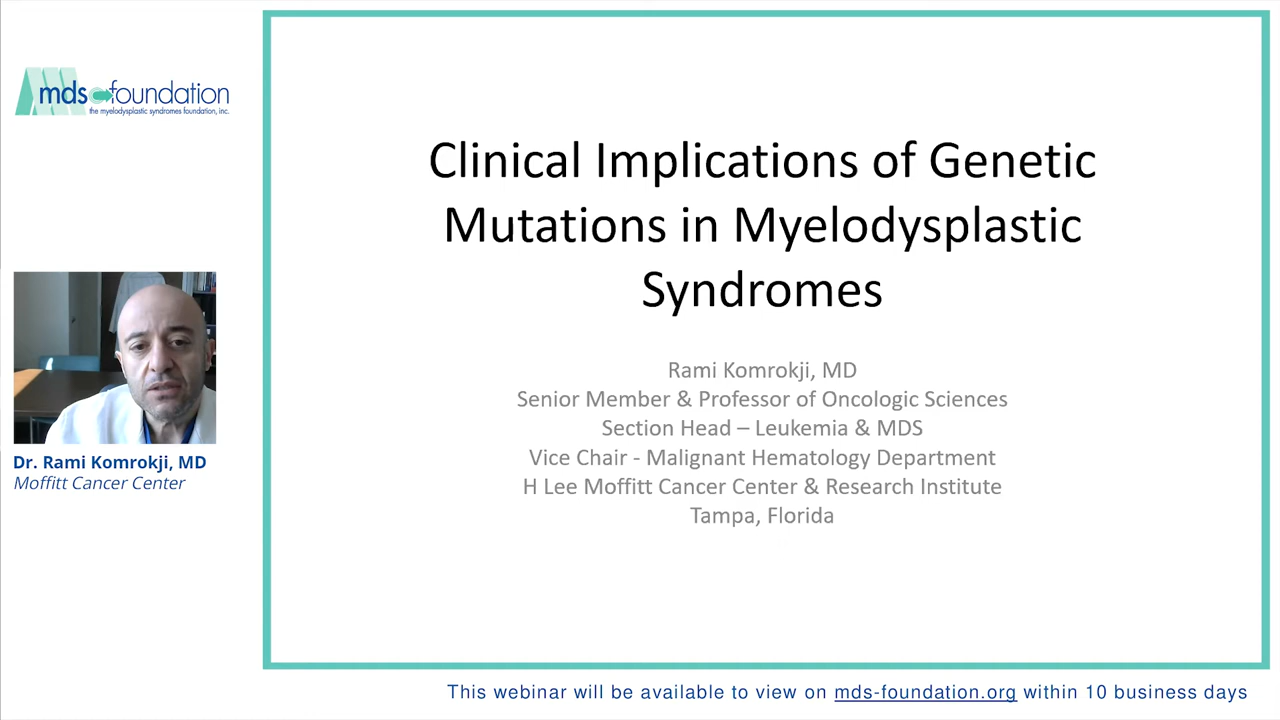 mds foundation
the myelodysplastic syndromes foundation, inc.
Clinical Implications of Genetic
Mutations in Myelodysplastic
Syndromes
Rami Komrokji, MD
Senior Member & Professor of Oncologic Sciences
Section Head – Leukemia & MDS
Vice Chair - Malignant Hematology Department
H Lee Moffitt Cancer Center & Research Institute
Tampa, Florida
Dr. Rami Komrokji, MD
Moffitt Cancer Center
This webinar will be available to view on mds-foundation.org within 10 business days